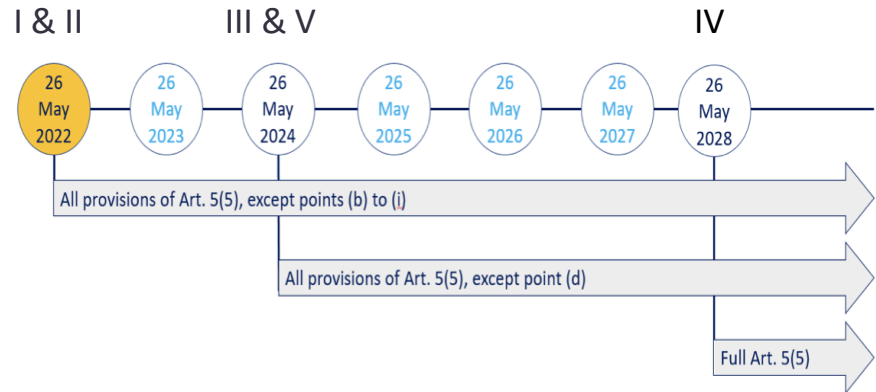 I & II
III & V
IV
26
May
2022
26
May
2023
26
May
2024
26
May
2025
26
May
2026
26
May
2027
26
May
2028
All provisions of Art. 5(5), except points (b) to (i)
All provisions of Art. 5(5), except point (d)
Full Art. 5(5)